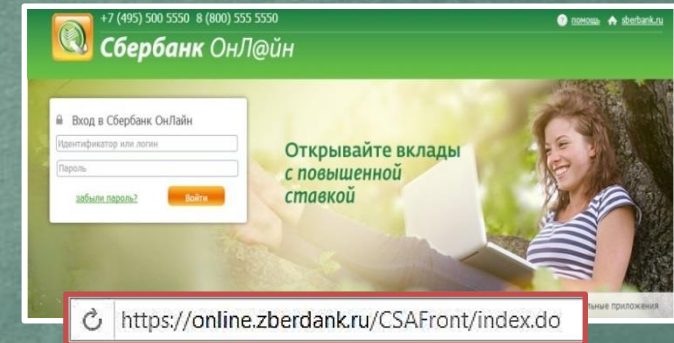 +7 (495) 500 5550 8 (800) 555 5550
помощь sberbank.ru
Сбербанк ОнЛ@йн
Вход в Сбербанк ОнЛайн
Идентификатор или логин
Пароль
забыли пароль?
Войти
Открывайте вклады
с повышенной
ставкой
приложения
https://online.zberdank.ru/CSAFront/index.do